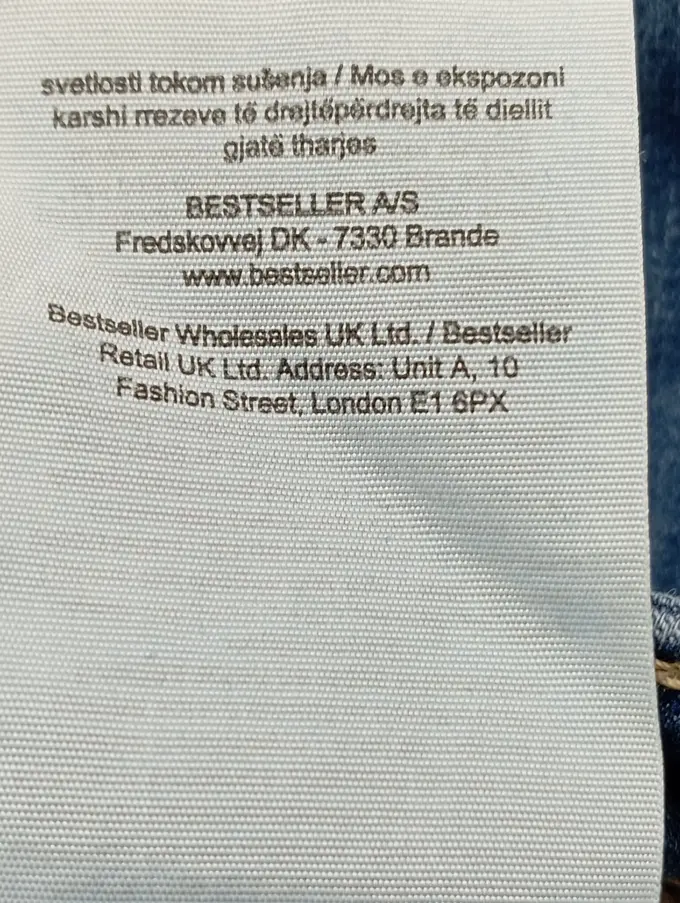 svetlosti tokom sušenja / Mos e ekspozoni
karshi rrezeve të drejtëpërdrejta të diellit
gjatë tharjes
BESTSELLER A/S
Fredskovvej DK - 7330 Brande
www.bestseller.com
Bestseller Wholesales UK Ltd. / Bestseller
Retail UK Ltd. Address: Unit A, 10
Fashion Street, London E1 6PX